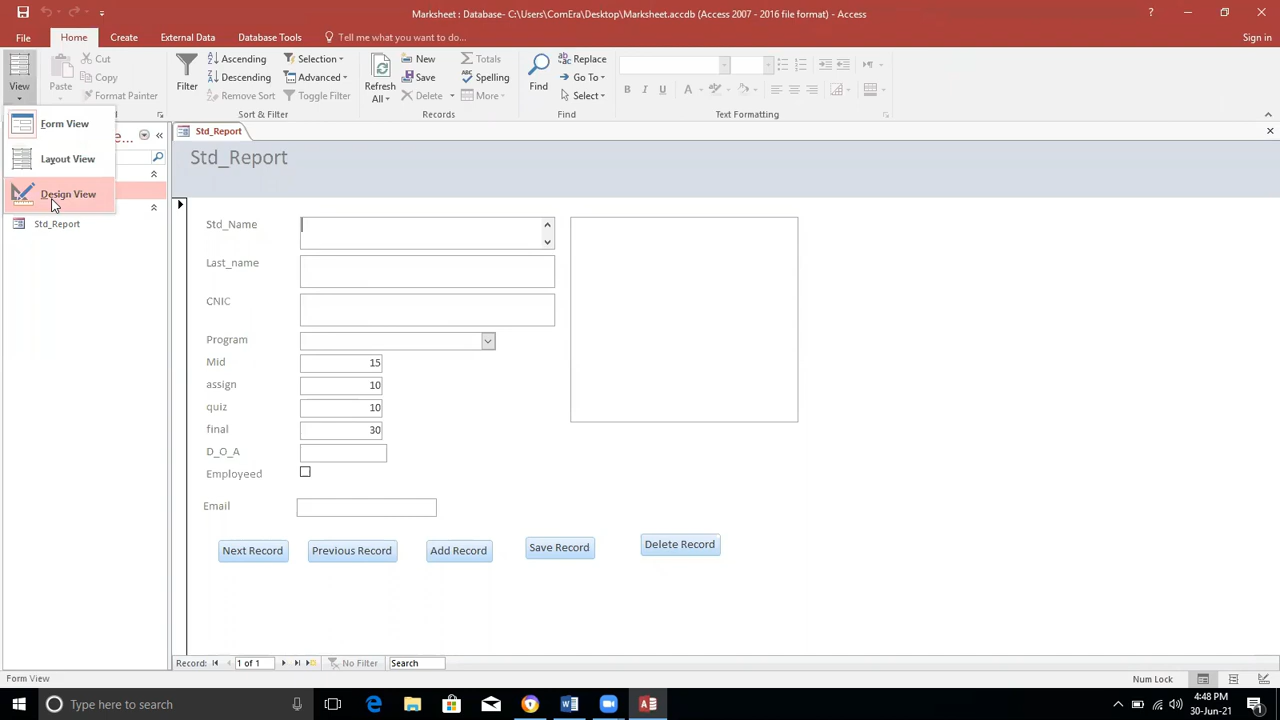 Marksheet : Database- C:\Users\ComEra\Desktop\Marksheet.accdb (Access 2007 - 2016 file format) - Access
?
File Home Create External Data Database Tools Tell me what you want to do... Sign in
View
Paste
Cut
Copy
Format Painter
Filter
Ascending
Descending
Remove Sort
Selection
Advanced
Toggle Filter
Sort & Filter
Refresh
All
New
Save
Delete
Totals
Spelling
More
Records
Find
Replace
Go To
Select
Find
B I U A
Text Formatting
Form View
Layout View
Design View
Std_Report
Std_Report
Std_Report
Std_Name
Last_name
CNIC
Program
Mid 15
assign 10
quiz 10
final 30
D_O_A
Employeed
Email
Next Record Previous Record Add Record Save Record Delete Record
Record: 1 of 1 No Filter Search
Form View Num Lock
Type here to search
4:48 PM
30-Jun-21